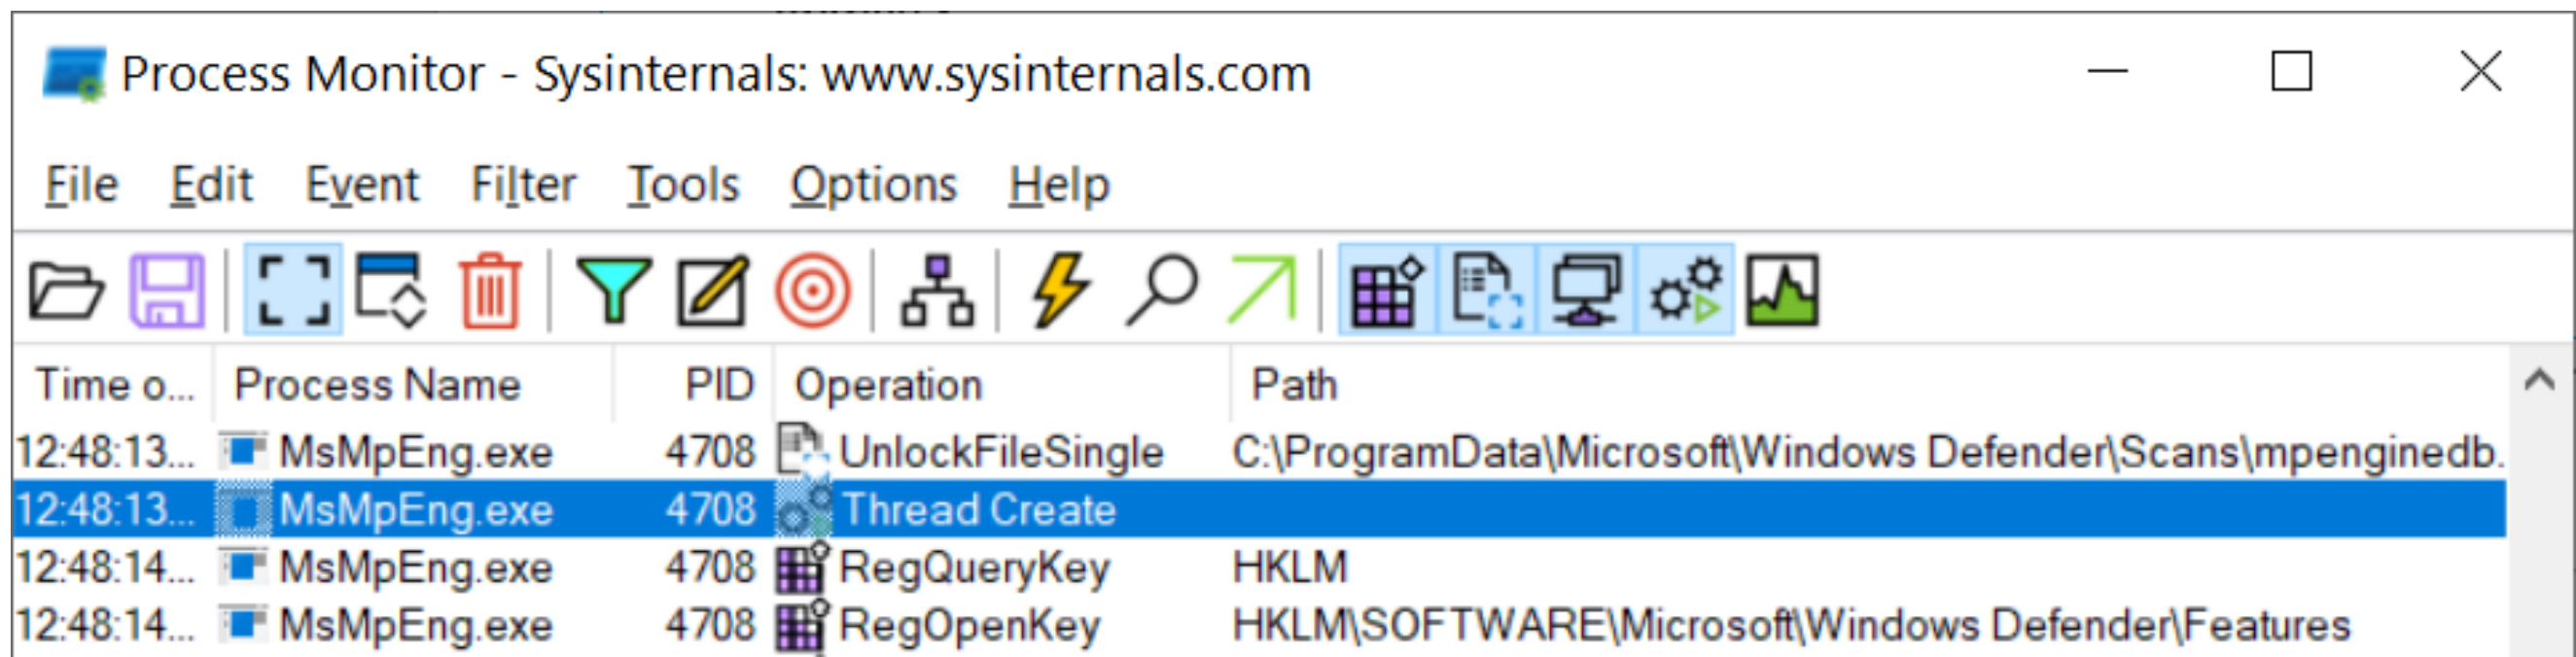 Process Monitor - Sysinternals: www.sysinternals.com
File Edit Event Filter Tools Options Help
Time o... Process Name PID Operation Path
12:48:13... MsMpEng.exe 4708 UnlockFileSingle C:\ProgramData\Microsoft\Windows Defender\Scans\mpenginedb.
12:48:13... MsMpEng.exe 4708 Thread Create
12:48:14... MsMpEng.exe 4708 RegQueryKey HKLM
12:48:14... MsMpEng.exe 4708 RegOpenKey HKLM\SOFTWARE\Microsoft\Windows Defender\Features